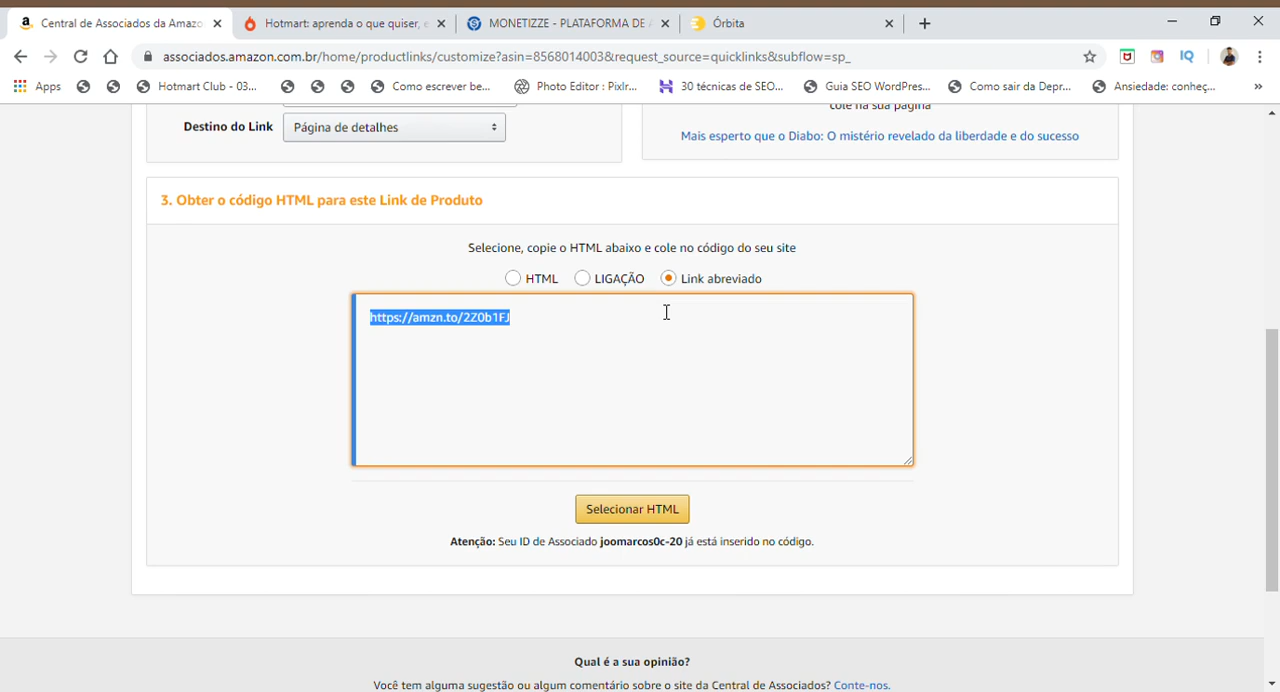 Central de Associados da Amazo
Hotmart: aprenda o que quiser, e
MONETIZZE - PLATAFORMA DE A
Órbita
associados.amazon.com.br/home/productlinks/customize?asin=8568014003&request_source=quicklinks&subflow=sp_
Apps
Hotmart Club - 03...
Como escrever be...
Photo Editor : Pixlr...
30 técnicas de SEO...
Guia SEO WordPres...
Como sair da Depr...
Ansiedade: conheç...
cole na sua página
Destino do Link
Página de detalhes
Mais esperto que o Diabo: O mistério revelado da liberdade e do sucesso
3. Obter o código HTML para este Link de Produto
Selecione, copie o HTML abaixo e cole no código do seu site
HTML LIGAÇÃO Link abreviado
https://amzn.to/2Z0b1FJ
Selecionar HTML
Atenção: Seu ID de Associado joomarcos0c-20 já está inserido no código.
Qual é a sua opinião?
Você tem alguma sugestão ou algum comentário sobre o site da Central de Associados? Conte-nos.